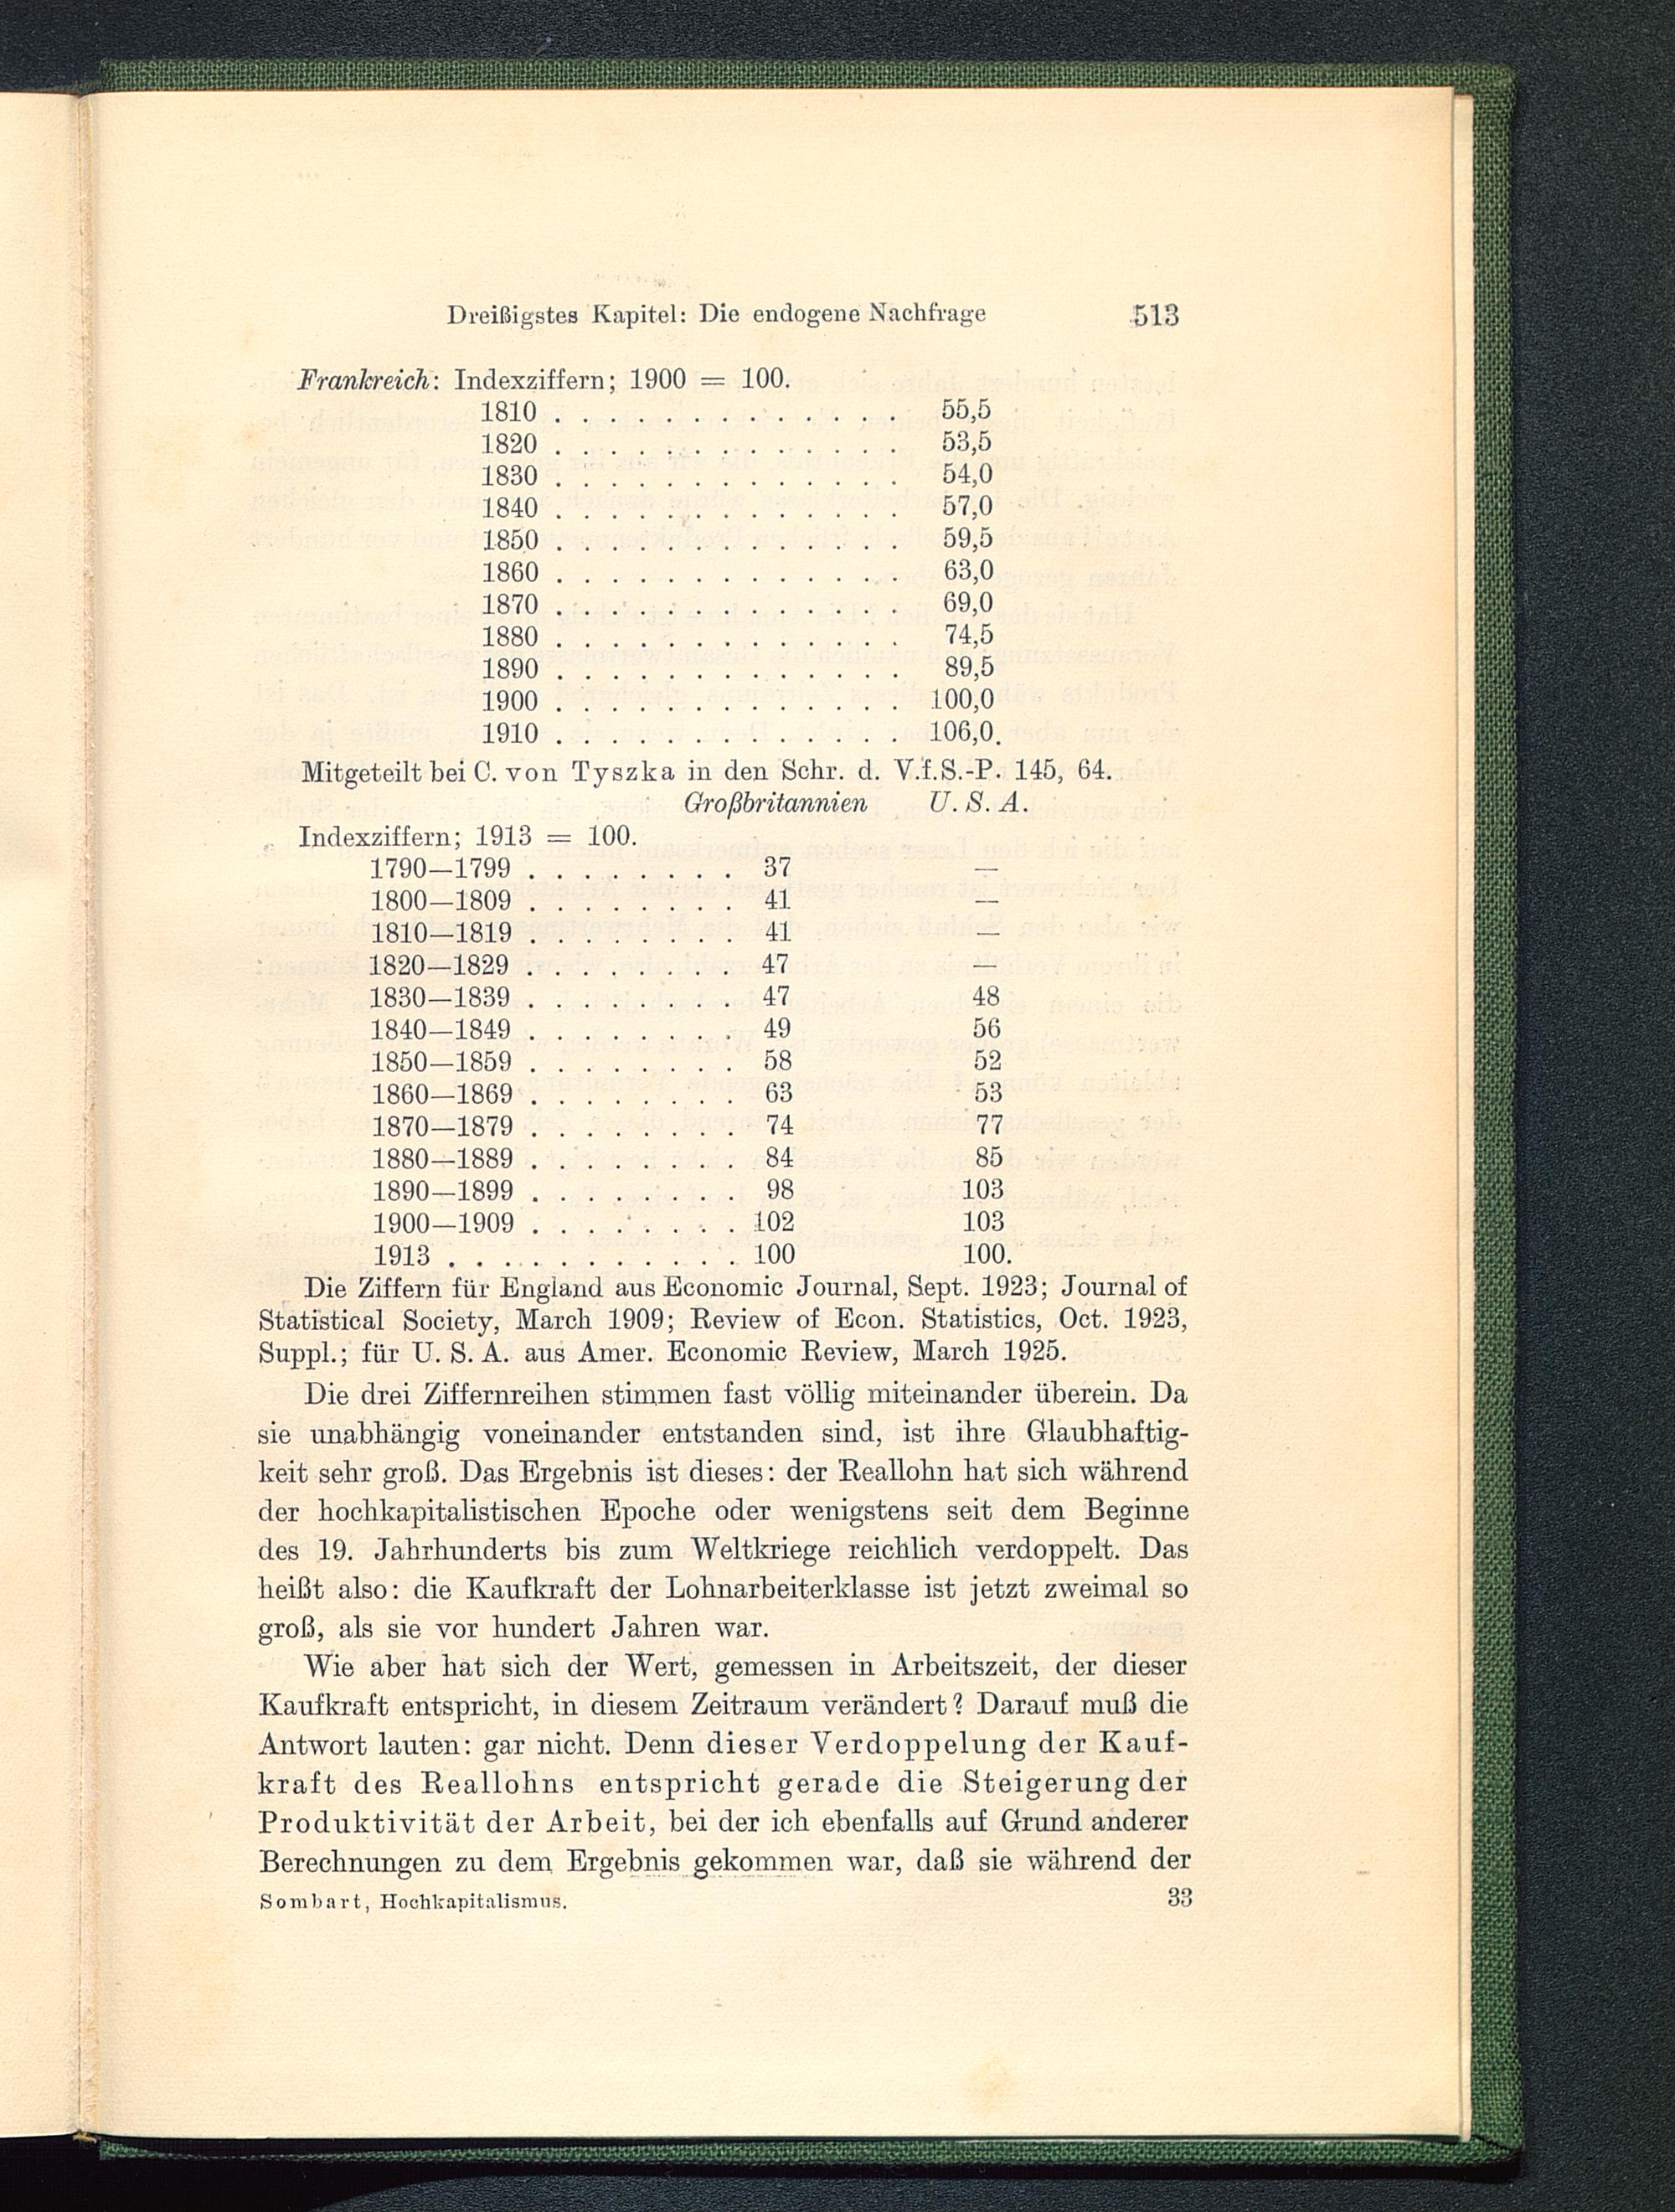 Dreißigstes Kapitel: Die endogene Nachfrage 513
Frankreich: Indexziffern; 1900 = 100.
1810 . . . . . . . . . . . . . 55,5
1820 . . . . . . . . . . . . . 53,5
1830 . . . . . . . . . . . . . 54,0
1840 . . . . . . . . . . . . . 57,0
1850 . . . . . . . . . . . . . 59,5
1860 . . . . . . . . . . . . . 63,0
1870 . . . . . . . . . . . . . 69,0
1880 . . . . . . . . . . . . . 74,5
1890 . . . . . . . . . . . . . 89,5
1900 . . . . . . . . . . . . . 100,0
1910 . . . . . . . . . . . . . 106,0.
Mitgeteilt bei C. von Tyszka in den Schr. d. V.f.S.-P. 145, 64.
Großbritannien U. S. A.
Indexziffern; 1913 = 100.
1790—1799 . . . . . . . . 37 —
1800—1809 . . . . . . . . 41 —
1810—1819 . . . . . . . . 41 —
1820—1829 . . . . . . . . 47 —
1830—1839 . . . . . . . . 47 48
1840—1849 . . . . . . . . 49 56
1850—1859 . . . . . . . . 58 52
1860—1869 . . . . . . . . 63 53
1870—1879 . . . . . . . . 74 77
1880—1889 . . . . . . . . 84 85
1890—1899 . . . . . . . . 98 103
1900—1909 . . . . . . . . 102 103
1913 . . . . . . . . . . . 100 100.
Die Ziffern für England aus Economic Journal, Sept. 1923; Journal of
Statistical Society, March 1909; Review of Econ. Statistics, Oct. 1923,
Suppl.; für U. S. A. aus Amer. Economic Review, March 1925.
Die drei Ziffernreihen stimmen fast völlig miteinander überein. Da
sie unabhängig voneinander entstanden sind, ist ihre Glaubhaftig-
keit sehr groß. Das Ergebnis ist dieses: der Reallohn hat sich während
der hochkapitalistischen Epoche oder wenigstens seit dem Beginne
des 19. Jahrhunderts bis zum Weltkriege reichlich verdoppelt. Das
heißt also: die Kaufkraft der Lohnarbeiterklasse ist jetzt zweimal so
groß, als sie vor hundert Jahren war.
Wie aber hat sich der Wert, gemessen in Arbeitszeit, der dieser
Kaufkraft entspricht, in diesem Zeitraum verändert? Darauf muß die
Antwort lauten: gar nicht. Denn dieser Verdoppelung der Kauf-
kraft des Reallohns entspricht gerade die Steigerung der
Produktivität der Arbeit, bei der ich ebenfalls auf Grund anderer
Berechnungen zu dem Ergebnis gekommen war, daß sie während der
Sombart, Hochkapitalismus. 33